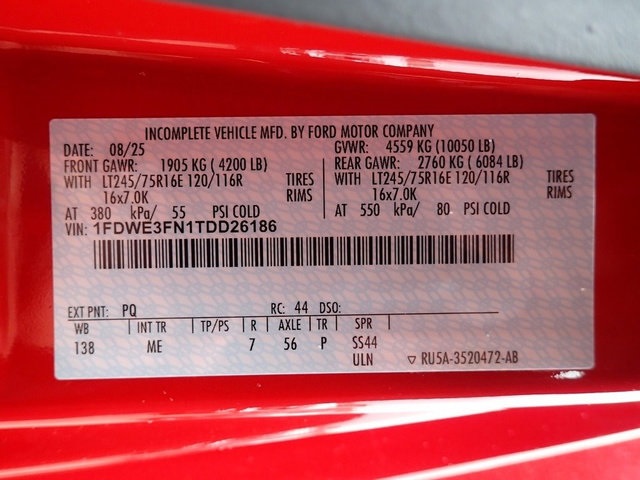 INCOMPLETE VEHICLE MFD. BY FORD MOTOR COMPANY
DATE: 08/25 GVWR: 4559 KG (10050 LB)
FRONT GAWR: 1905 KG ( 4200 LB) REAR GAWR: 2760 KG ( 6084 LB)
WITH LT245/75R16E 120/116R TIRES WITH LT245/75R16E 120/116R TIRES
16x7.0K RIMS 16x7.0K RIMS
AT 380 kPa/ 55 PSI COLD AT 550 kPa/ 80 PSI COLD
VIN: 1FDWE3FN1TDD26186
EXT PNT: PQ RC: 44 DSO:
WB INT TR TP/PS R AXLE TR SPR
138 ME 7 56 P SS44
ULN ▽ RU5A-3520472-AB